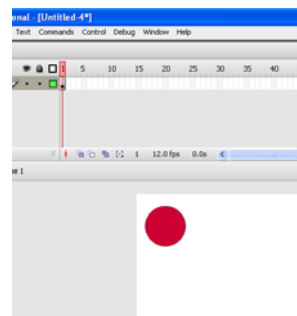 onal - [Untitled-4*]
Text Commands Control Debug Window Help
1 5 10 15 20 25 30 35 40
1 12.0 fps 0.0s
e 1